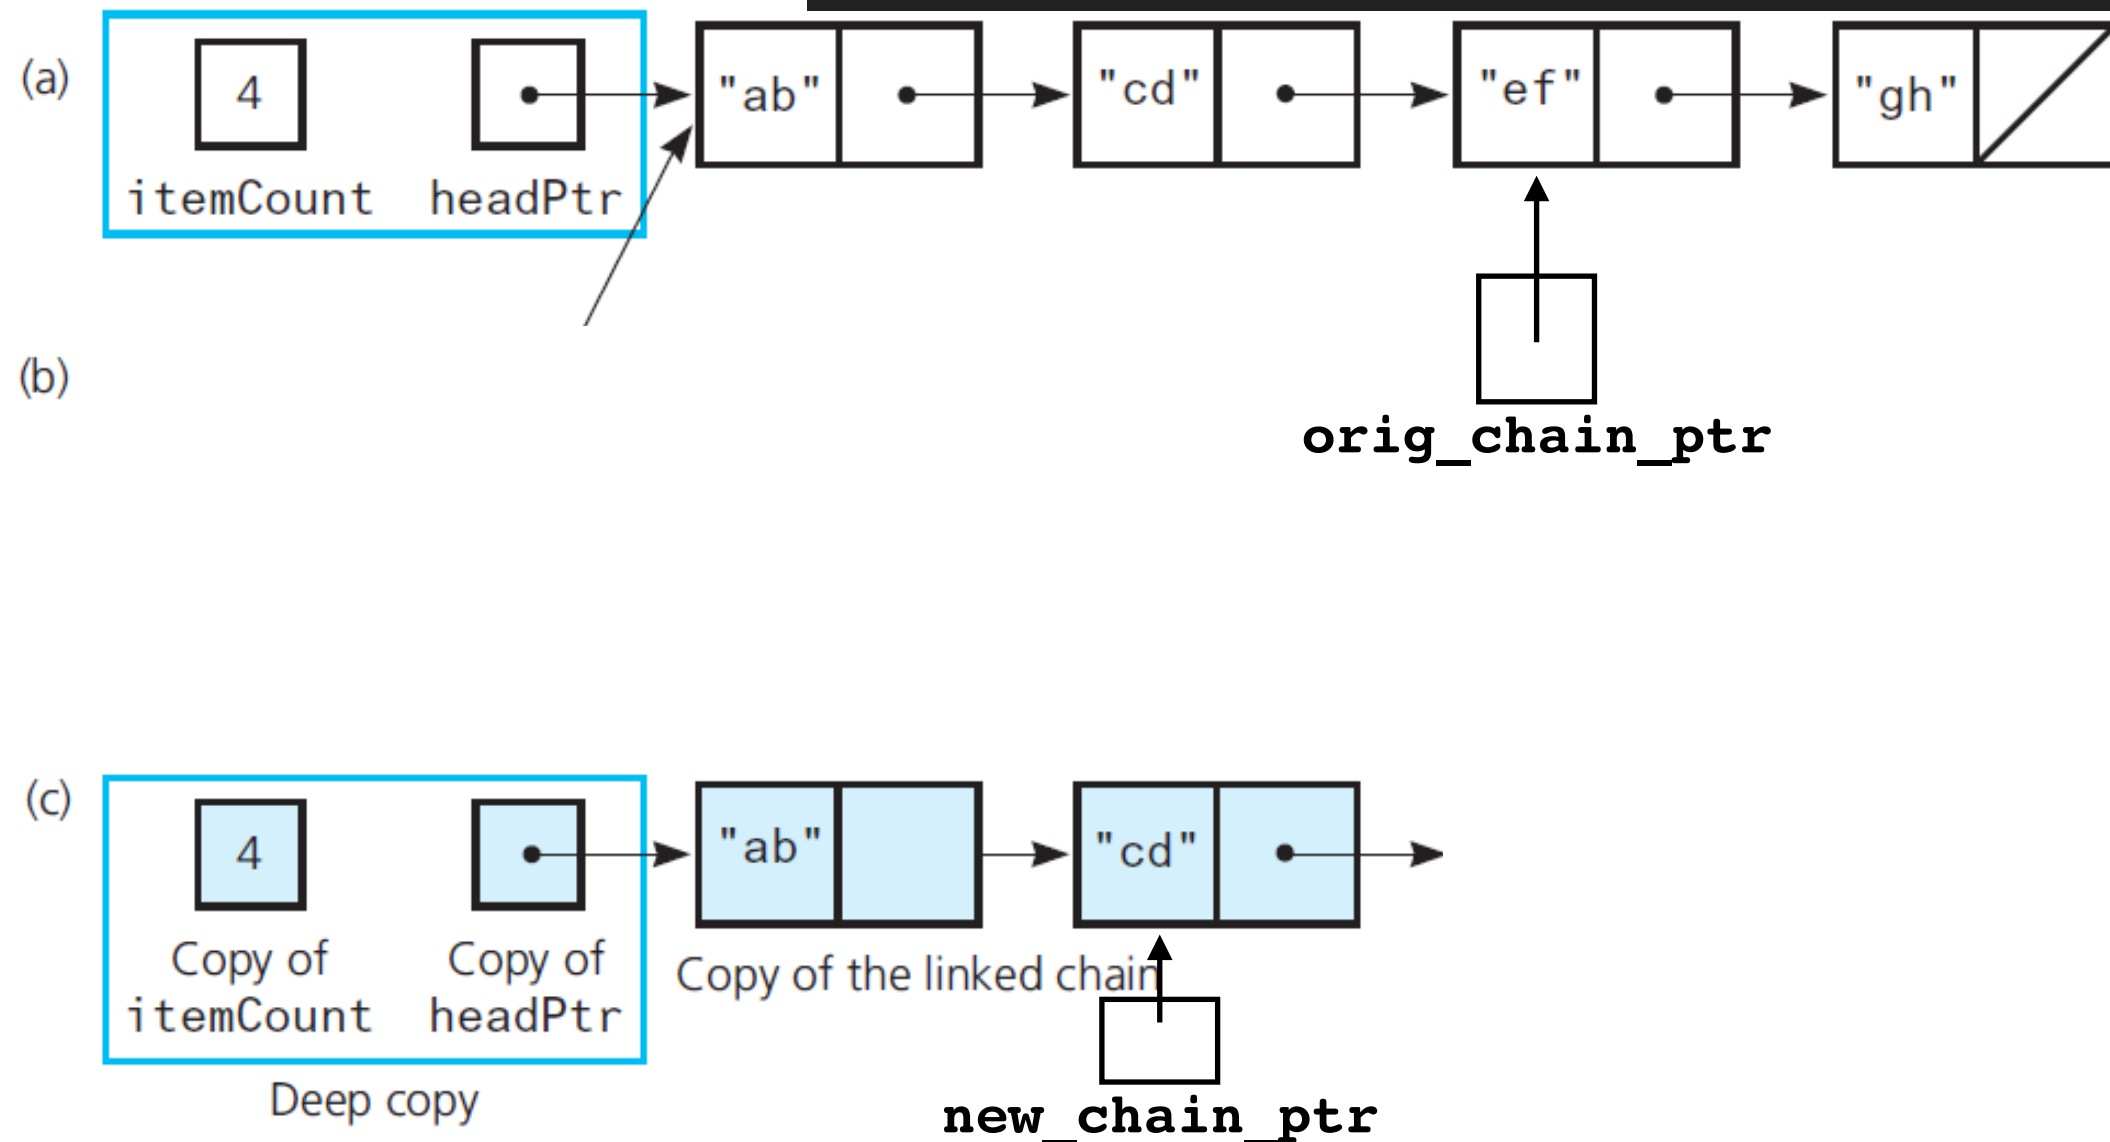 (a)
4
"ab"
"cd"
"ef"
"gh"
itemCount headPtr
(b)
orig_chain_ptr
(c)
4
"ab"
"cd"
Copy of
itemCount
Copy of
headPtr
Copy of the linked chain
Deep copy
new_chain_ptr